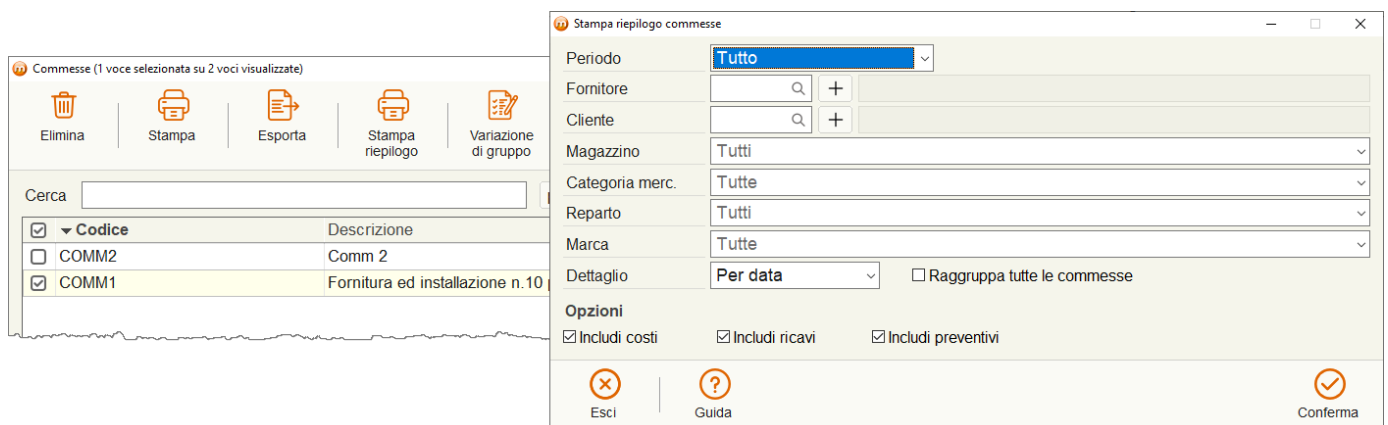 Commesse (1 voce selezionata su 2 voci visualizzate)
Elimina
Stampa
Esporta
Stampa
riepilogo
Variazione
di gruppo
Cerca
Codice Descrizione
COMM2 Comm 2
COMM1 Fornitura ed installazione n.10
Stampa riepilogo commesse
Periodo Tutto
Fornitore
Cliente
Magazzino Tutti
Categoria merc. Tutte
Reparto Tutti
Marca Tutte
Dettaglio Per data Raggruppa tutte le commesse
Opzioni
Includi costi Includi ricavi Includi preventivi
Esci
Guida
Conferma